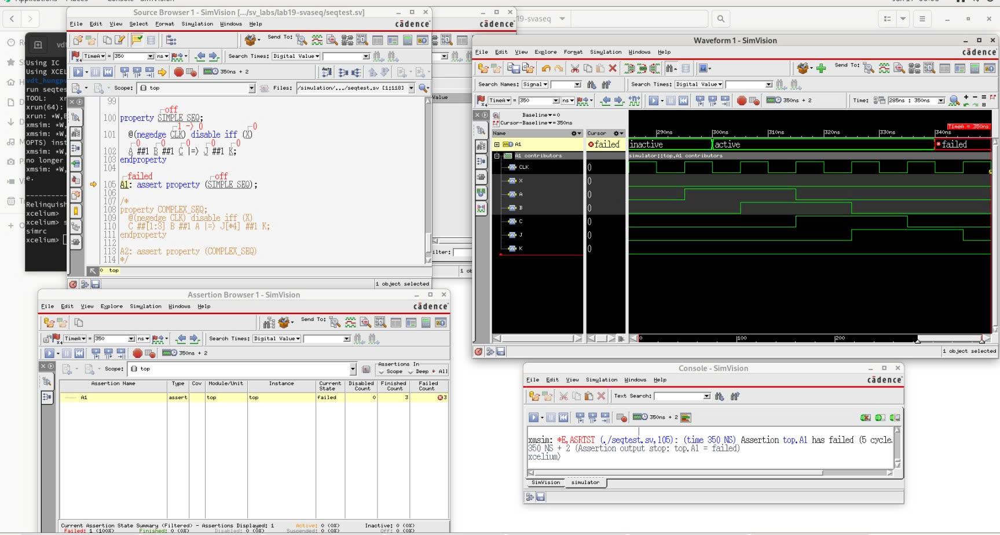 Source Browser 1 - SimVision [.../sv_labs/lab19-svaseq/seqtest.sv]
File Edit View Select Format Simulation Windows Help
cādence
cādence
19-svaseq
Send To:
TimeA = 350 ns
Search Times: Digital Value
350ns + 2
Scope: top
Files: /simulation/.../seqtest.sv [1:118]
Value
Using IC
Using XCEL
run seqtes
xrun(64):
xmsim: *W,
OPTS) inst
xmsim: *W,
no longer
xmsim: *W,
e.
Relinquish
xcelium>
xcelium> s
simrc
xcelium>
99
off
100 property SIMPLE_SEQ;
1 -> 0 0
101 @(negedge CLK) disable iff (X)
0 0 0 0 0
102 A ##1 B ##1 C |=> J ##1 K;
103 endproperty
104
failed off
105 A1: assert property (SIMPLE_SEQ);
106
107 /*
108 property COMPLEX_SEQ;
109 @(negedge CLK) disable iff (X)
110 C ##[1:3] B ##1 A |=> J[*4] ##1 K;
111 endproperty
112
113 A2: assert property (COMPLEX_SEQ)
114 */
0 top
1 object selected
Waveform 1 - SimVision
File Edit View Explore Format Simulation Windows Help
cādence
Send To:
Search Names: Signal
Search Times: Digital Value
TimeA = 350 ns
350ns + 2
Time: 285ns : 350ns
Baseline = 0
Cursor-Baseline = 350ns
TimeA = 350ns
Name Cursor
290ns 300ns 310ns 320ns 330ns 340ns
A1 failed inactive active failed
A1 contributors simulator::top.A1 contributors
CLK 0
X 0
A 0
B 0
C 0
J 0
K 0
0 100 200
1 object selected
Assertion Browser 1 - SimVision
File Edit View Explore Simulation Windows Help
cādence
Send To:
TimeA = 350 ns
Search Times: Digital Value
350ns + 2
Scope: top
Assertions In
Scope Deep All
Assertion Name Type Cov Module/Unit Instance Current State Disabled Count Finished Count Failed Count
A1 assert top top failed 0 3 3
Current Assertion State Summary (Filtered) - Assertions Displayed: 1 Active: 0 (0%) Inactive: 0 (0%)
Failed: 1 (100%) Finished: 0 (0%) Disabled: 0 (0%) Suspended: 0 (0%) Off: 0 (0%)
Console - SimVision
File Edit View Simulation Windows Help
cādence
Text Search:
350ns + 2
xmsim: *E,ASRTST (./seqtest.sv,105): (time 350 NS) Assertion top.A1 has failed (5 cycle
350 NS + 2 (Assertion output stop: top.A1 = failed)
xcelium>
SimVision simulator